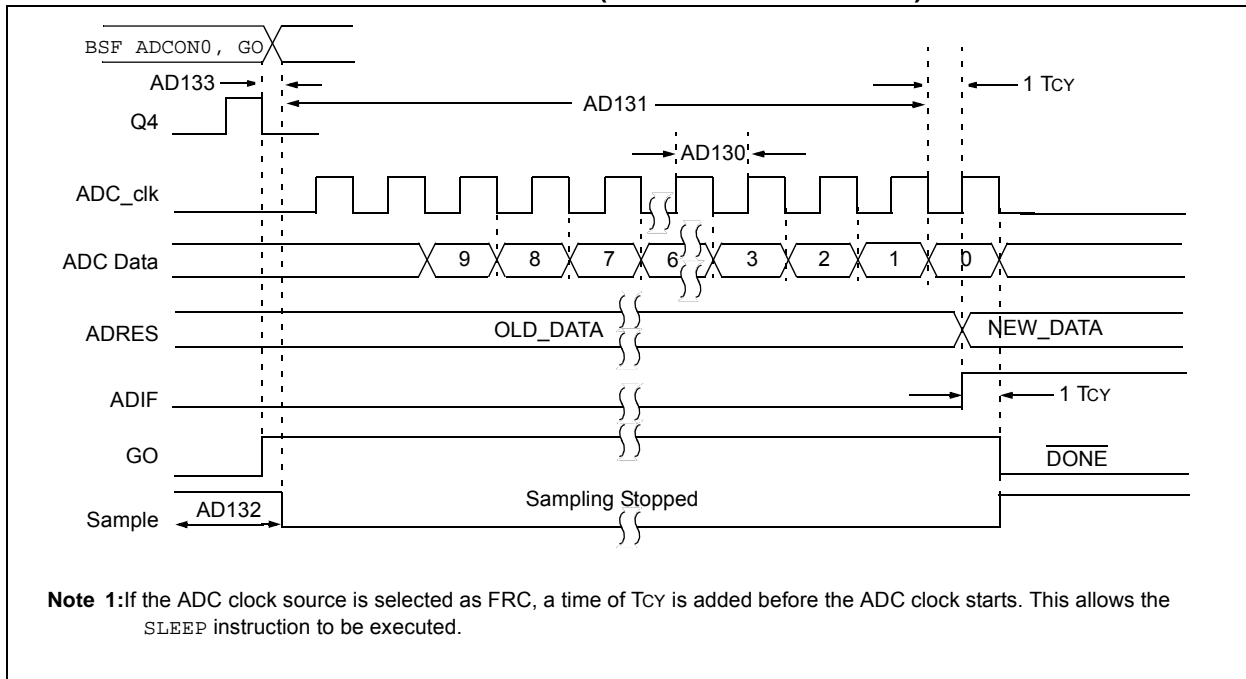 BSF ADCON0, GO
AD133
1 TCY
AD131
Q4
AD130
ADC_clk
ADC Data 9 8 7 6 3 2 1 0
ADRES OLD_DATA NEW_DATA
ADIF 1 TCY
GO DONE
Sample AD132 Sampling Stopped
Note 1:If the ADC clock source is selected as FRC, a time of TCY is added before the ADC clock starts. This allows the
SLEEP instruction to be executed.